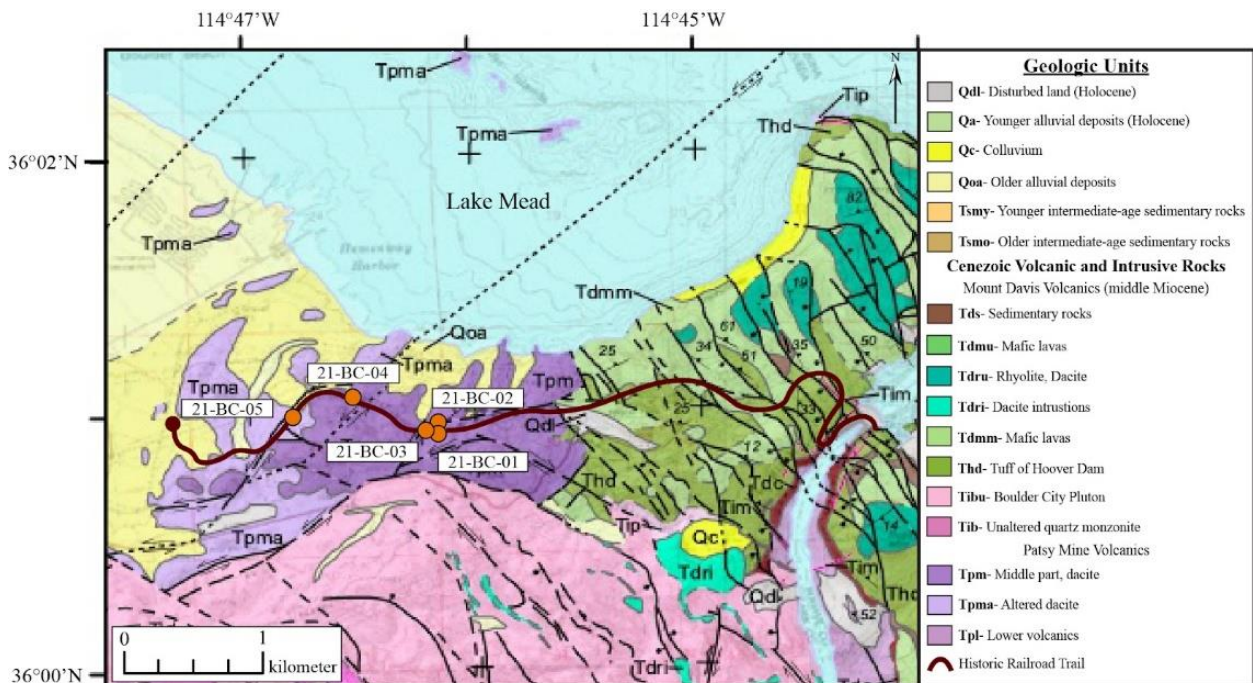 114°47’W
114°45’W
36°02’N
36°00’N
N
Tpma
Tip
Thd
Tpma
82
Lake Mead
Tpma
Hemenway
Harbor
19
Tdmm
61
Qoa
34
51
35
50
25
Tpma
21-BC-04
Tpma
Tpm
Tim
21-BC-05
21-BC-02
25
33
Qdl
21-BC-03
21-BC-01
12
Thd
Tdc
Tim
14
Tpma
Tip
Qc
Tdri
Tim
Qdl
Thd
52
Tdri
0
1
kilometer
Geologic Units
Qdl- Disturbed land (Holocene)
Qa- Younger alluvial deposits (Holocene)
Qc- Colluvium
Qoa- Older alluvial deposits
Tsmy- Younger intermediate-age sedimentary rocks
Tsmo- Older intermediate-age sedimentary rocks
Cenezoic Volcanic and Intrusive Rocks
Mount Davis Volcanics (middle Miocene)
Tds- Sedimentary rocks
Tdmu- Mafic lavas
Tdru- Rhyolite, Dacite
Tdri- Dacite intrustions
Tdmm- Mafic lavas
Thd- Tuff of Hoover Dam
Tibu- Boulder City Pluton
Tib- Unaltered quartz monzonite
Patsy Mine Volcanics
Tpm- Middle part, dacite
Tpma- Altered dacite
Tpl- Lower volcanics
Historic Railroad Trail